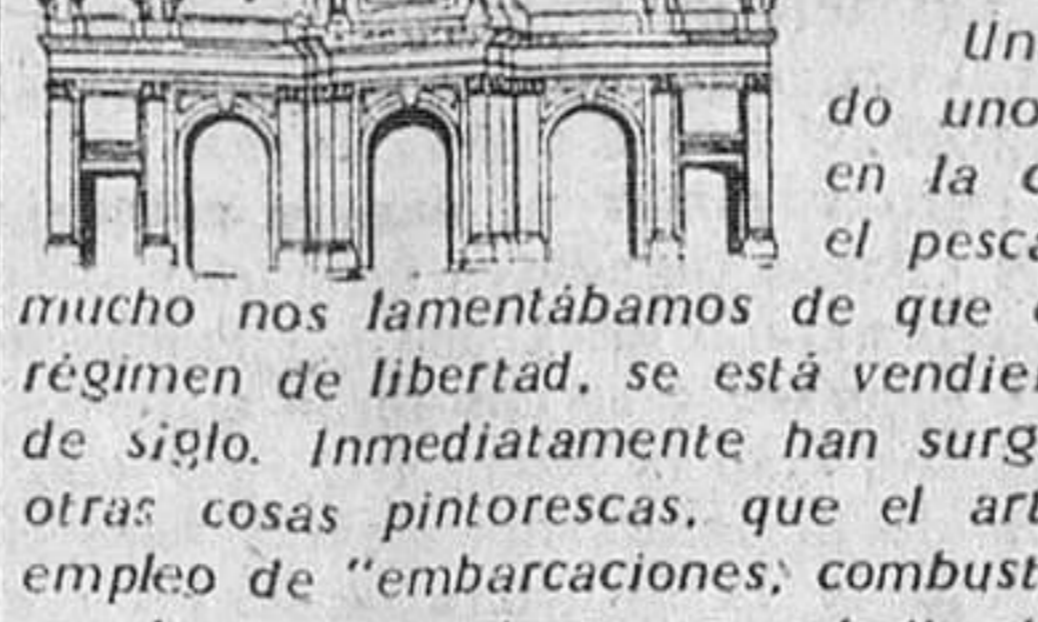 Un
do uno
en la
el pesca
mucho nos lamentábamos de que
régimen de libertad, se está vendie
de siglo. Inmediatamente han surg
otras cosas pintorescas, que el art
empleo de "embarcaciones, combust